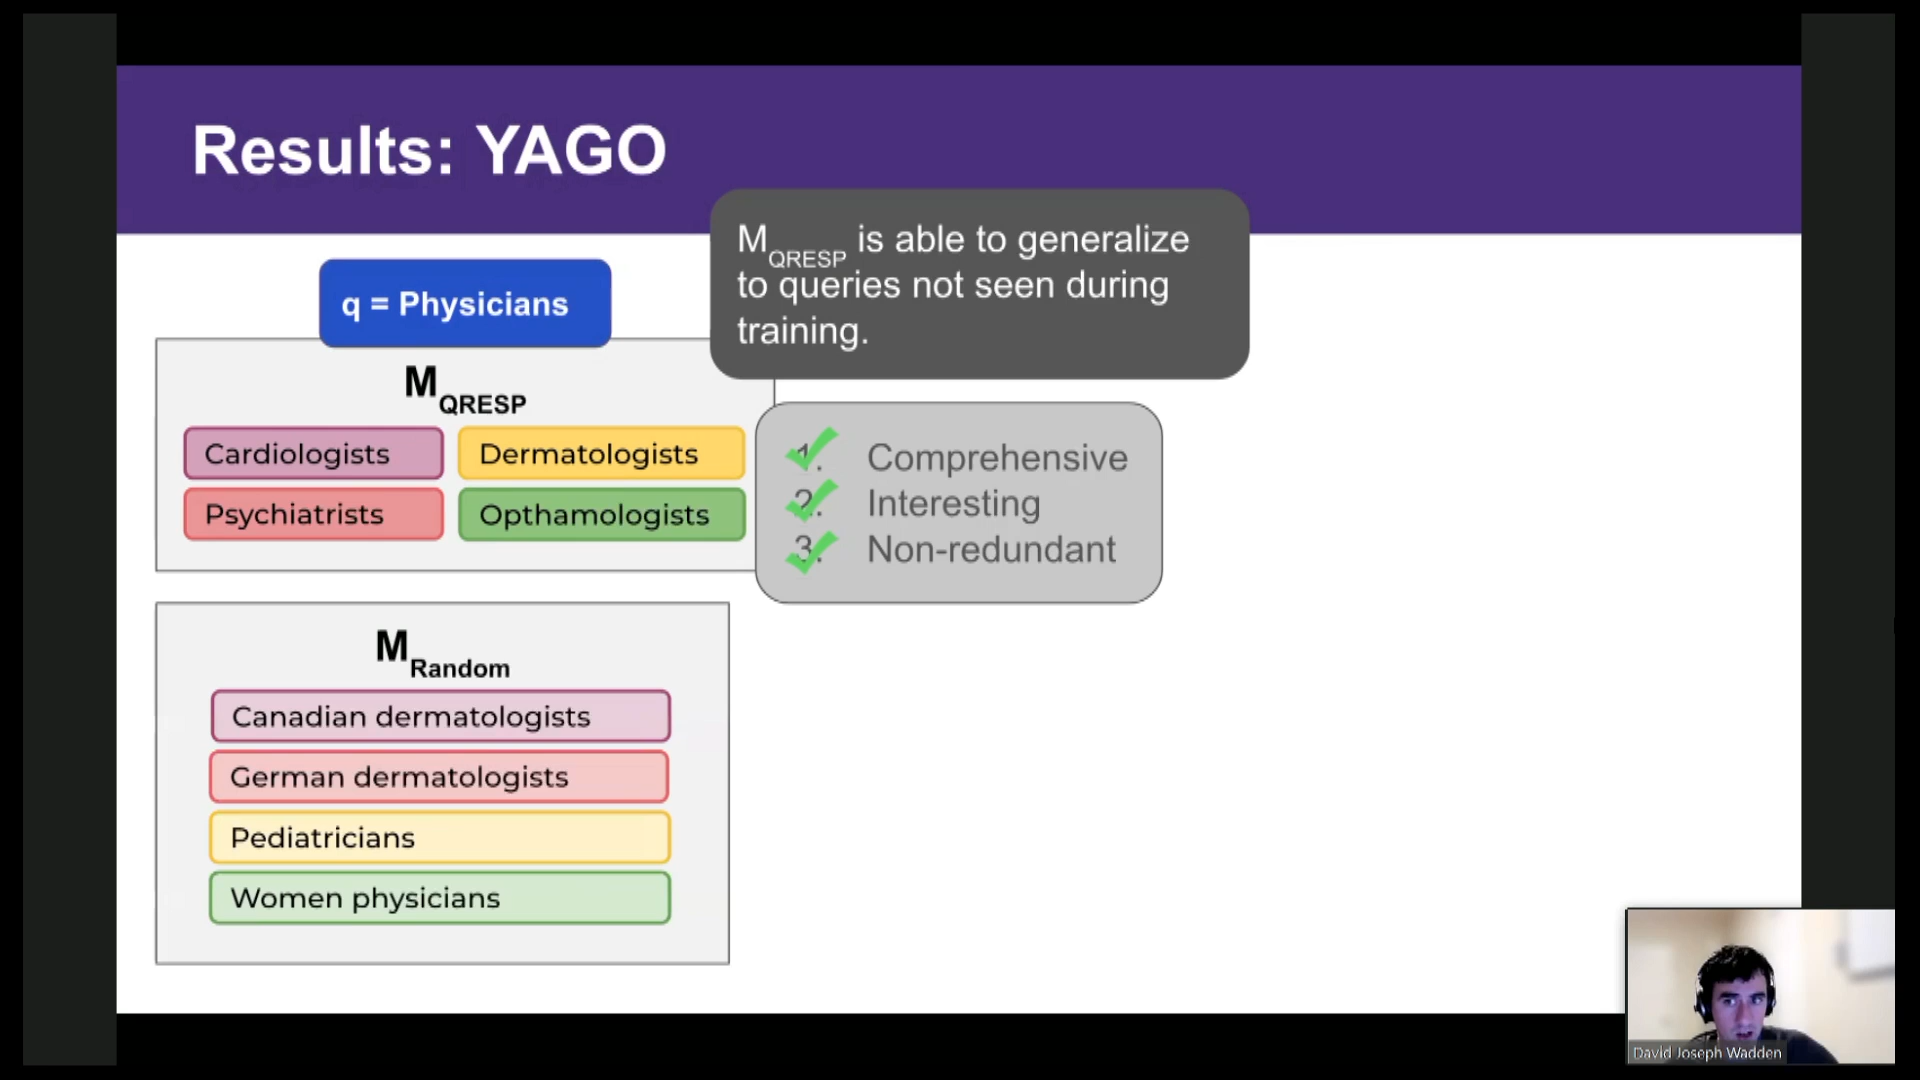 Results: YAGO
M QRESP is able to generalize
to queries not seen during
training.
q = Physicians
M QRESP
Cardiologists
Dermatologists
Psychiatrists
Opthamologists
1. Comprehensive
2. Interesting
3. Non-redundant
M Random
Canadian dermatologists
German dermatologists
Pediatricians
Women physicians
David Joseph Wadden